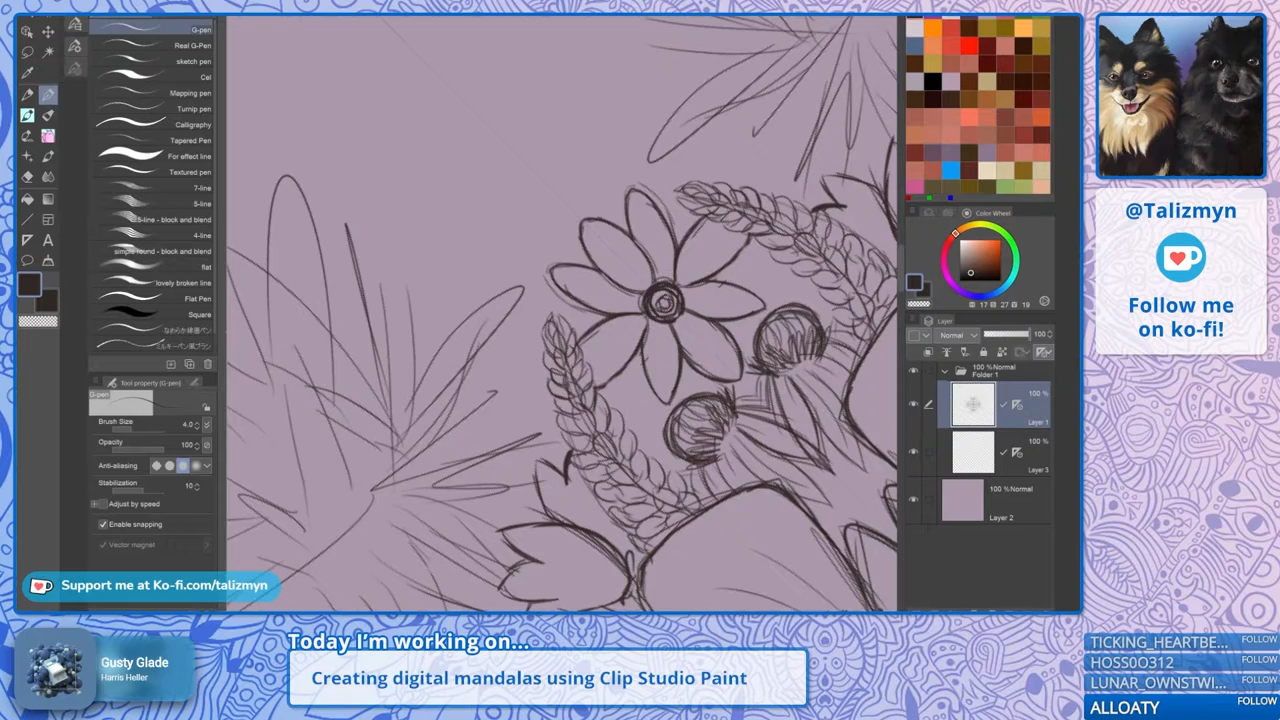 G-pen
Real G-Pen
sketch pen
Cel
Mapping pen
Turnip pen
Calligraphy
Tapered Pen
For effect line
Textured pen
7-line
5-line
5-line - block and blend
4-line
simple round - block and blend
flat
lovely broken line
Flat Pen
Square
Tool property [G-pen]
G-pen
Brush Size 4.0
Opacity 100
Anti-aliasing
Stabilization 10
Adjust by speed
Enable snapping
Vector magnet
Color Wheel
H 17 S 27 V 19
Layer
Normal 100
100 % Normal
Folder 1
100 %
Layer 1
100 %
Layer 3
100 % Normal
Layer 2
@Talizmyn
Follow me
on ko-fi!
Support me at Ko-fi.com/talizmyn
Gusty Glade
Harris Heller
Today I'm working on...
Creating digital mandalas using Clip Studio Paint
TICKING_HEARTBE... FOLLOW
HOSS0O312 FOLLOW
LUNAR_OWNSTWI... FOLLOW
ALLOATY FOLLOW